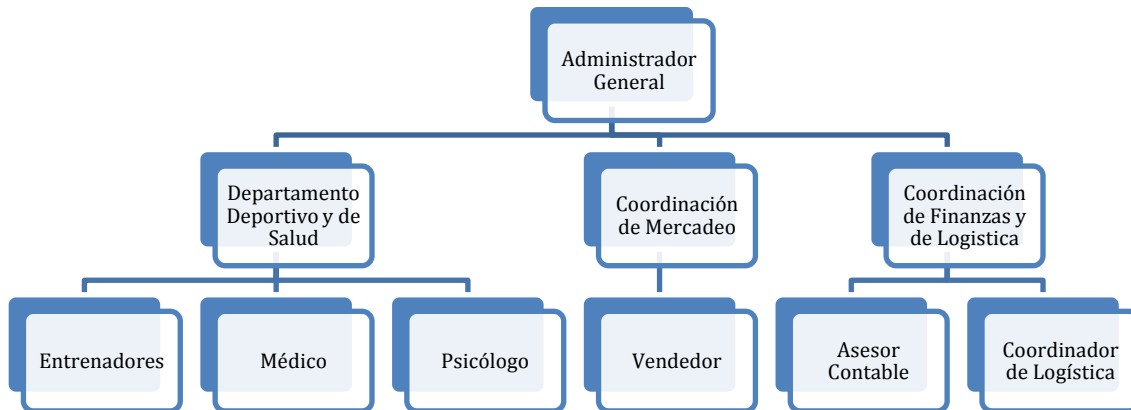 Administrador
General
Departamento
Deportivo y de
Salud
Coordinación
de Mercadeo
Coordinación
de Finanzas y
de Logistica
Entrenadores
Médico
Psicólogo
Vendedor
Asesor
Contable
Coordinador
de Logística